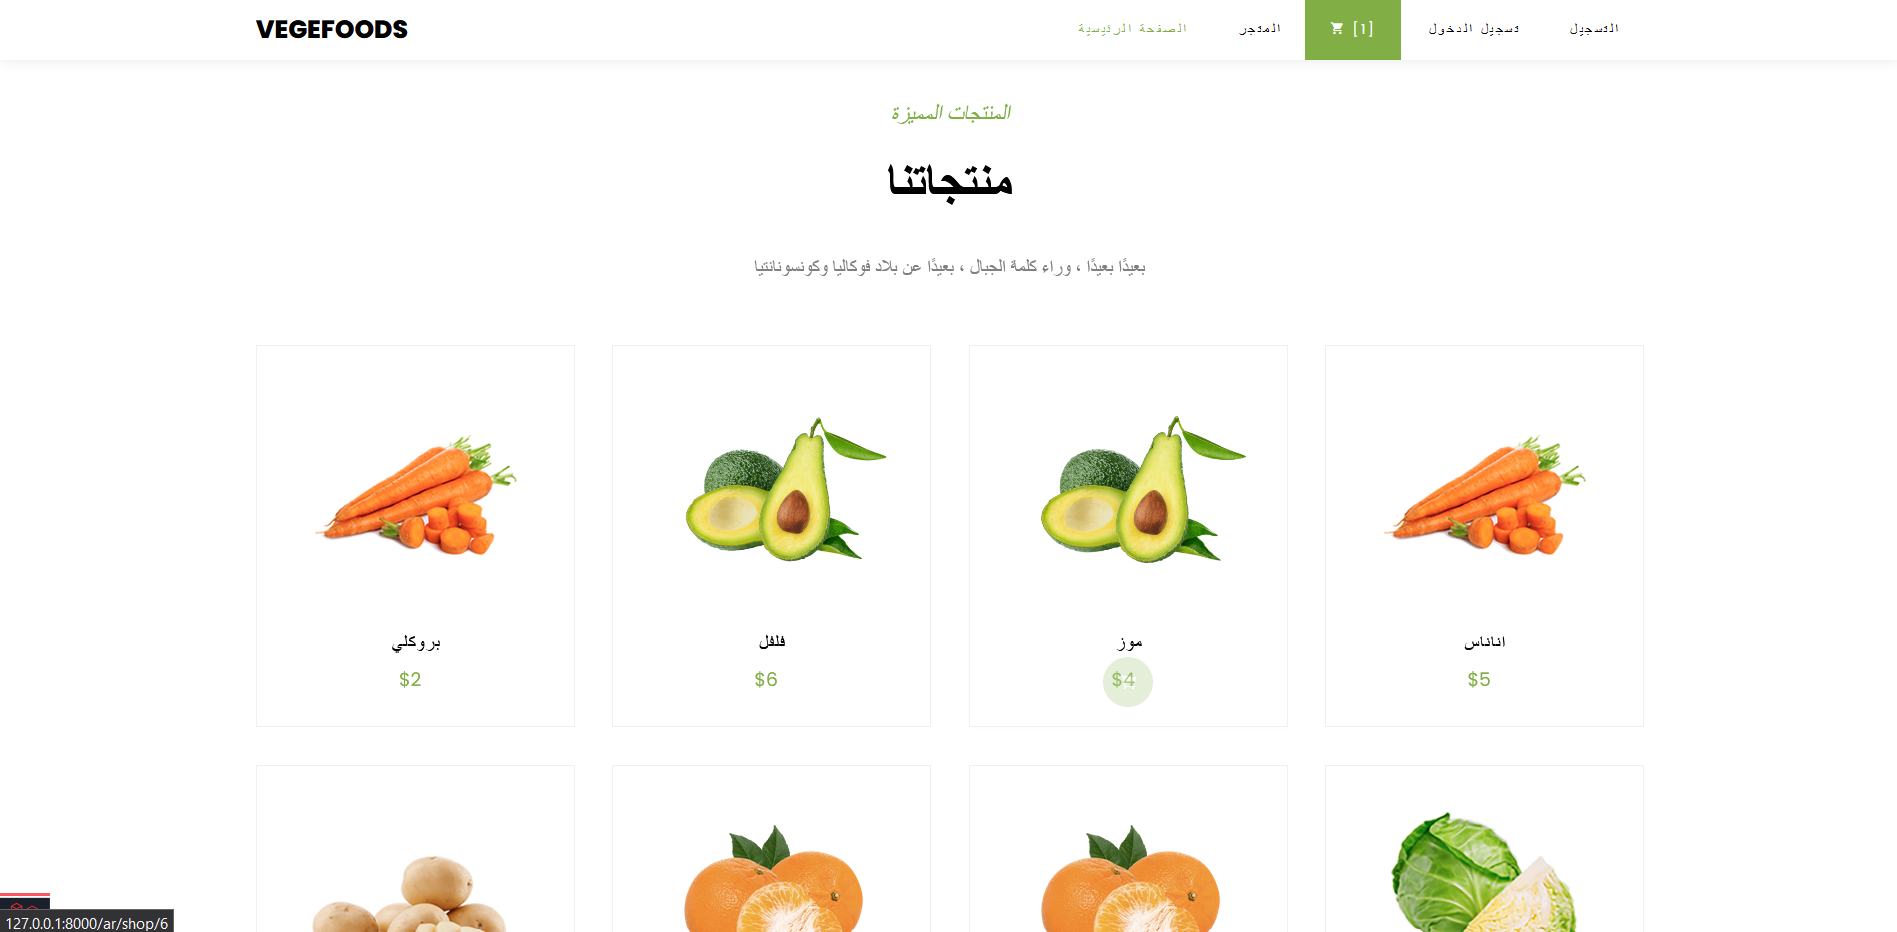 VEGEFOODS
الصفحة الرئيسية
المتجر
[1]
تسجيل الدخول
التسجيل
المنتجات المميزة
منتجاتنا
بعيدًا بعيدًا ، وراء كلمة الجبال ، بعيدًا عن بلاد فوكاليا وكونسونانتيا
بروكلي
فلفل
موز
اناناس
$2
$6
$4
$5
127.0.0.1:8000/ar/shop/6